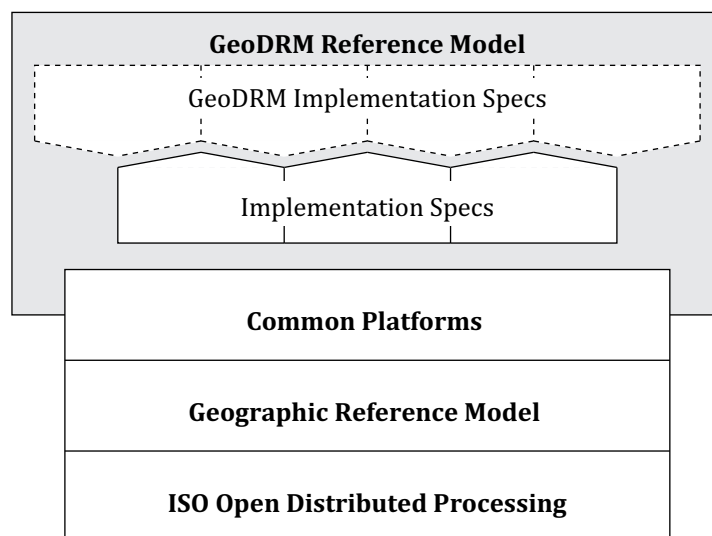 GeoDRM Reference Model
GeoDRM Implementation Specs
Implementation Specs
Common Platforms
Geographic Reference Model
ISO Open Distributed Processing